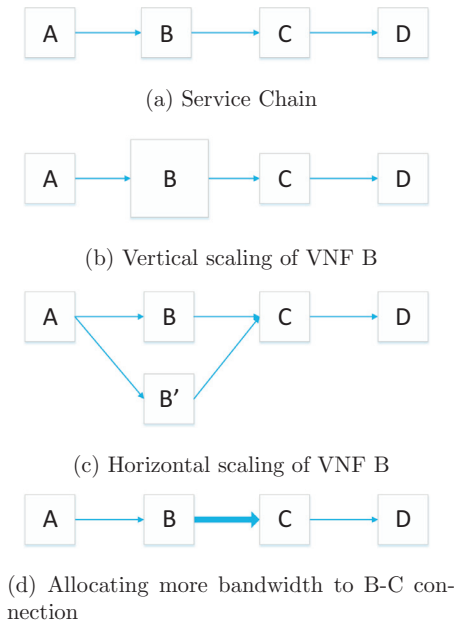 A B C D
(a) Service Chain
A B C D
(b) Vertical scaling of VNF B
A B C D
B'
(c) Horizontal scaling of VNF B
A B C D
(d) Allocating more bandwidth to B-C con-
nection